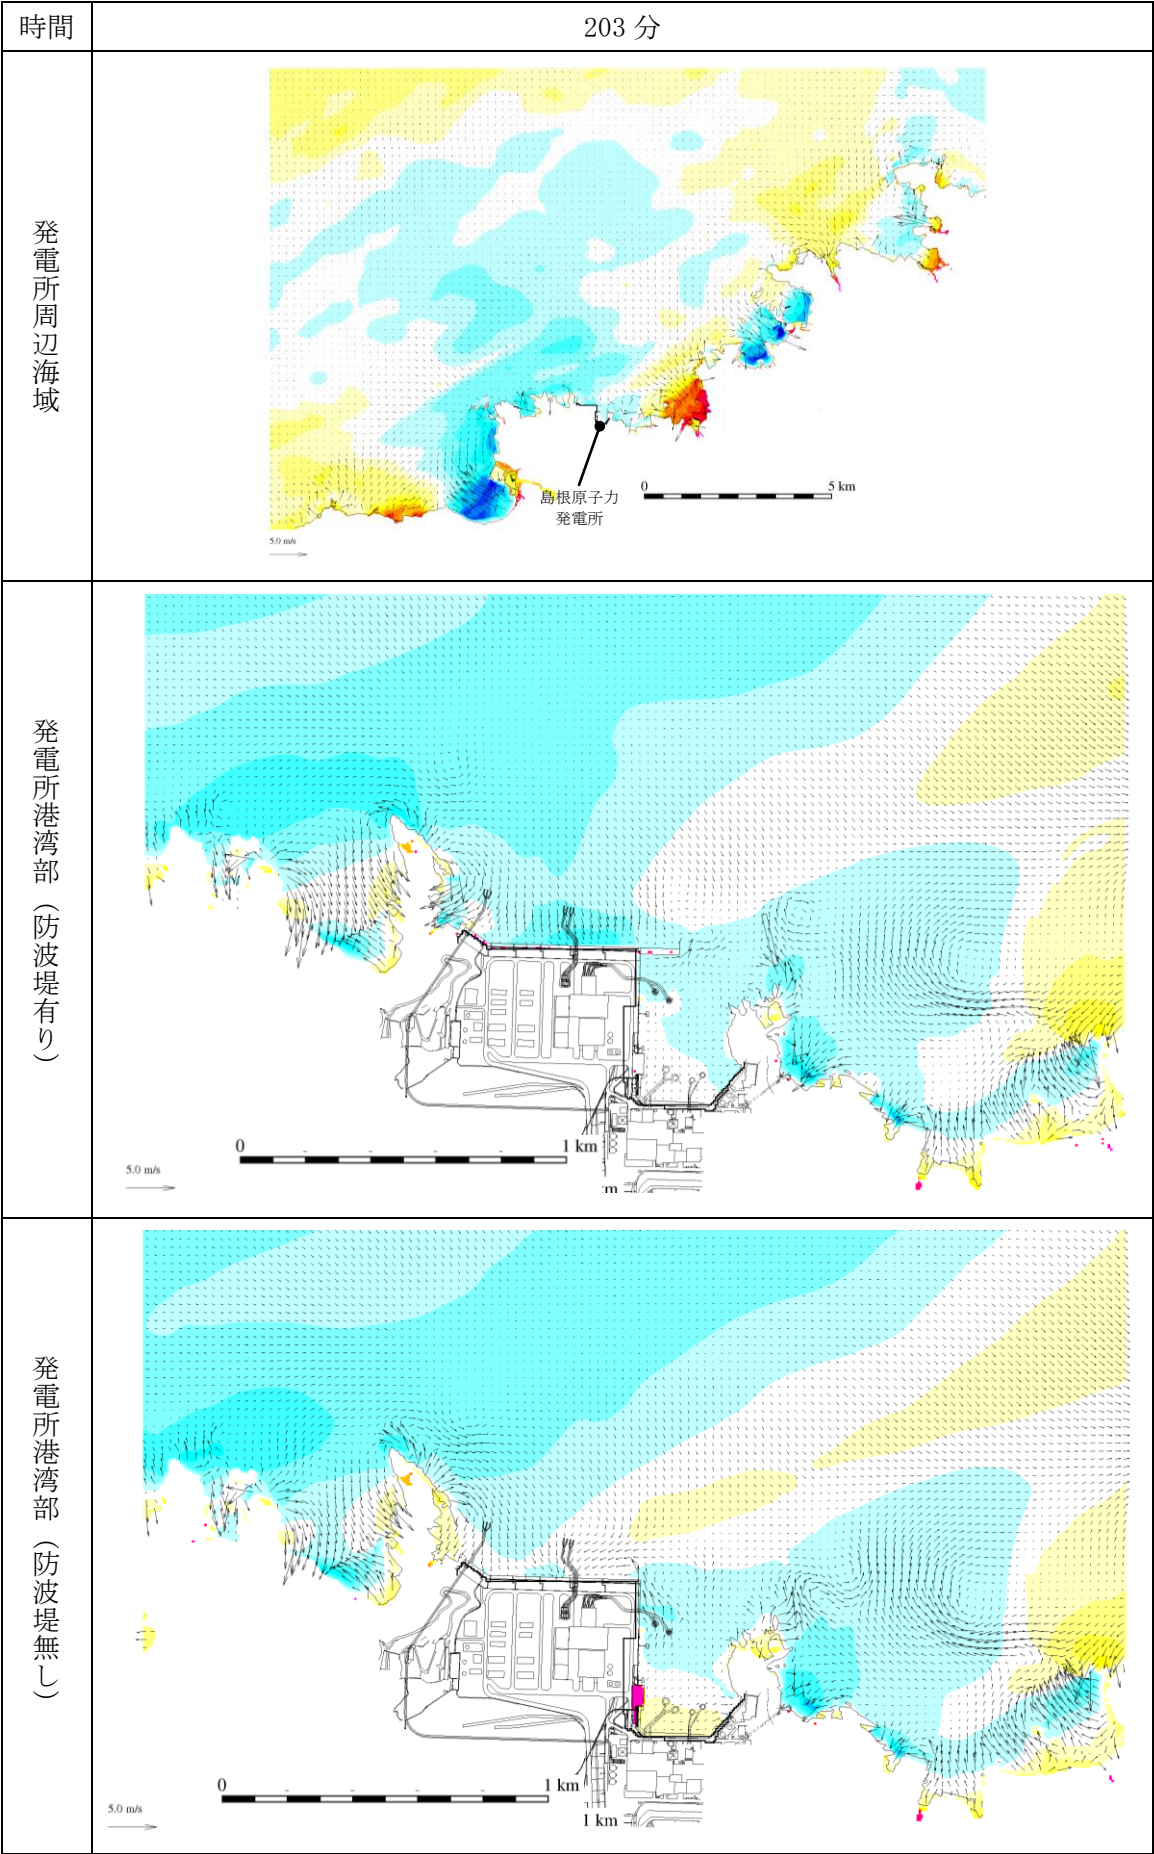 時間
203 分
発電所周辺海域
島根原子力
発電所
0
5 km
5.0 m/s
発電所港湾部（防波堤有り）
0
1 km
5.0 m/s
:m
発電所港湾部（防波堤無し）
0
1 km
5.0 m/s
1 km